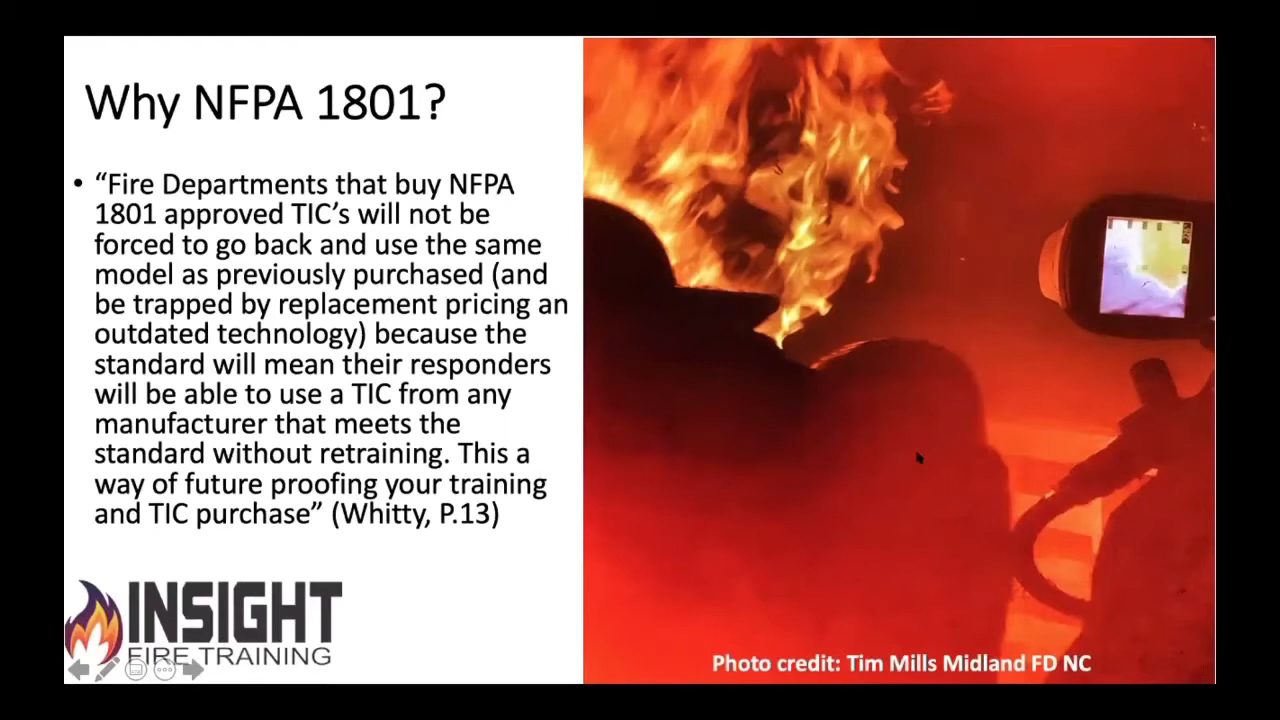 Why NFPA 1801?
• “Fire Departments that buy NFPA
1801 approved TIC’s will not be
forced to go back and use the same
model as previously purchased (and
be trapped by replacement pricing an
outdated technology) because the
standard will mean their responders
will be able to use a TIC from any
manufacturer that meets the
standard without retraining. This a
way of future proofing your training
and TIC purchase” (Whitty, P.13)
INSIGHT
FIRE TRAINING
Photo credit: Tim Mills Midland FD NC